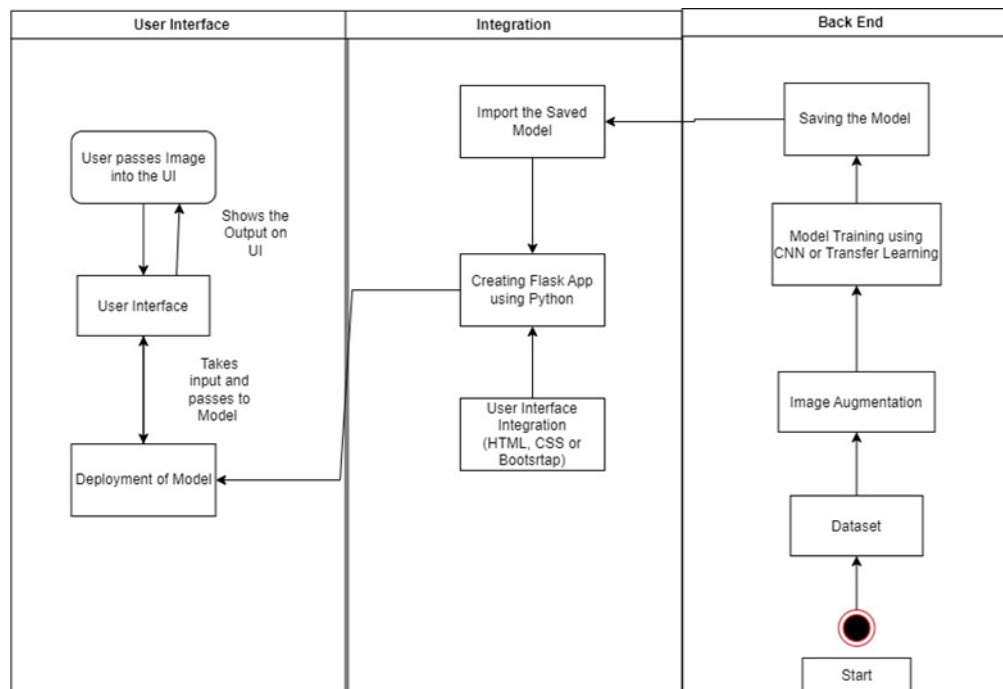 User Interface
Integration
Back End
User passes Image
into the UI
Shows the
Output on
UI
User Interface
Takes
input and
passes to
Model
Deployment of Model
Import the Saved
Model
Creating Flask App
using Python
User Interface
Integration
(HTML, CSS or
Bootsrtap)
Saving the Model
Model Training using
CNN or Transfer Learning
Image Augmentation
Dataset
Start